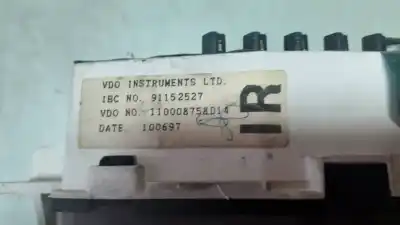 VDO INSTRUMENTS LTD.
IBC NO. 91152527
VDO NO. 110008758D14
DATE. 100697
IR